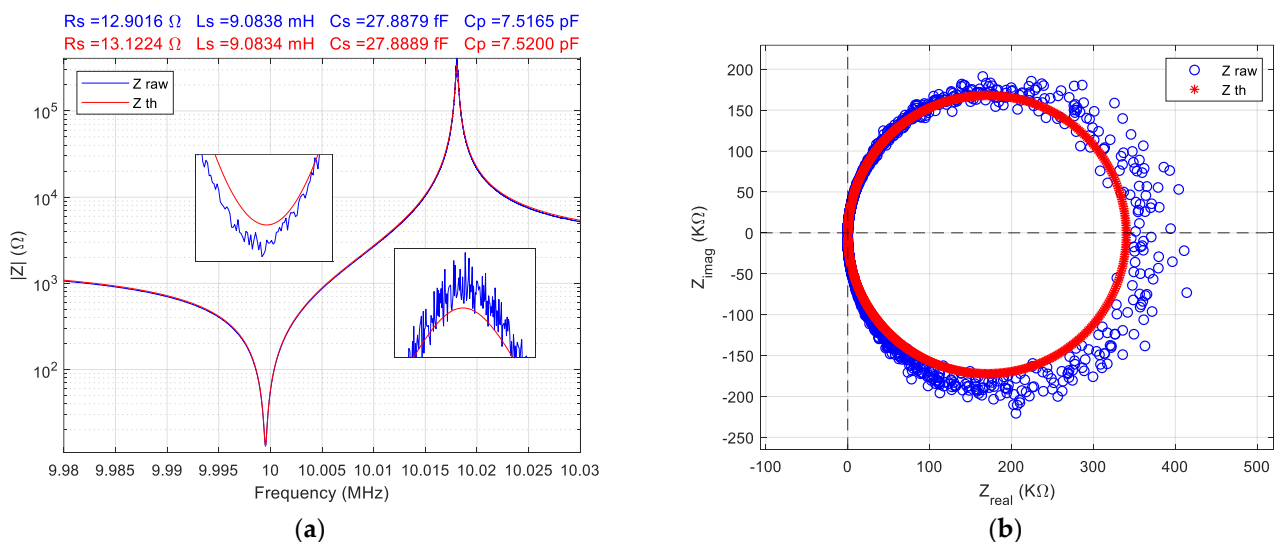 Rs =12.9016 Ω Ls =9.0838 mH Cs =27.8879 fF Cp =7.5165 pF
Rs =13.1224 Ω Ls =9.0834 mH Cs =27.8889 fF Cp =7.5200 pF
Z raw
Z th
10^5
10^4
10^3
10^2
|Z| (Ω)
9.98 9.985 9.99 9.995 10 10.005 10.01 10.015 10.02 10.025 10.03
Frequency (MHz)
(a)
Z raw
Z th
200
150
100
50
0
-50
-100
-150
-200
-250
Z_imag (KΩ)
-100 0 100 200 300 400 500
Z_real (KΩ)
(b)